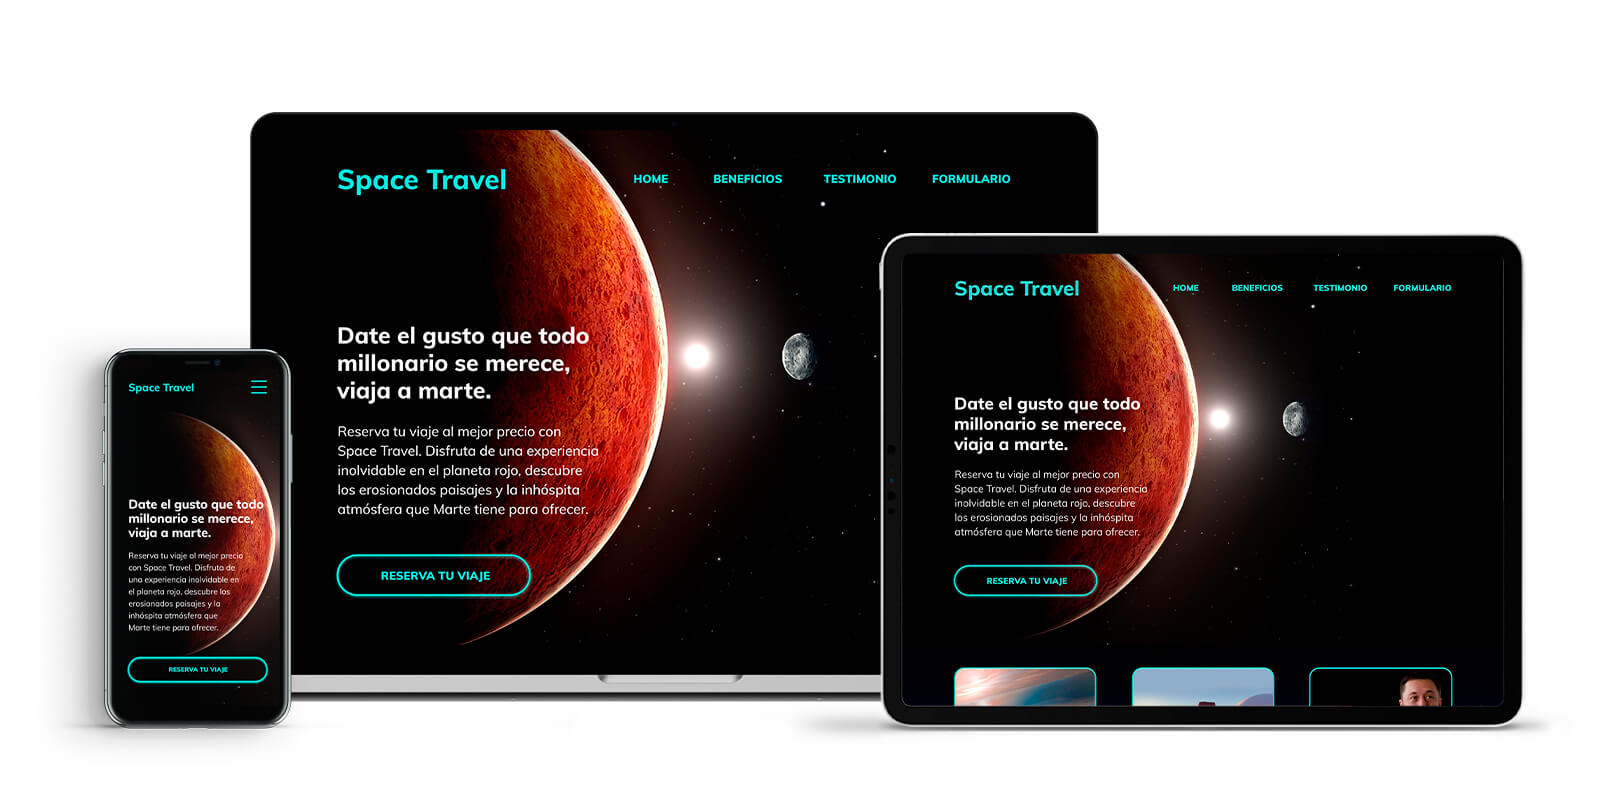 Space Travel
HOME
BENEFICIOS
TESTIMONIO
FORMULARIO
Date el gusto que todo
millonario se merece,
viaja a marte.
Reserva tu viaje al mejor precio con
Space Travel. Disfruta de una experiencia
inolvidable en el planeta rojo, descubre
los erosionados paisajes y la inhóspita
atmósfera que Marte tiene para ofrecer.
RESERVA TU VIAJE
Space Travel
Date el gusto que todo
millonario se merece,
viaja a marte.
Reserva tu viaje al mejor precio
con Space Travel. Disfruta de
una experiencia inolvidable en
el planeta rojo, descubre los
erosionados paisajes y la
inhóspita atmósfera que
Marte tiene para ofrecer.
RESERVA TU VIAJE
Space Travel
HOME
BENEFICIOS
TESTIMONIO
FORMULARIO
Date el gusto que todo
millonario se merece,
viaja a marte.
Reserva tu viaje al mejor precio con
Space Travel. Disfruta de una experiencia
inolvidable en el planeta rojo, descubre
los erosionados paisajes y la inhóspita
atmósfera que Marte tiene para ofrecer.
RESERVA TU VIAJE